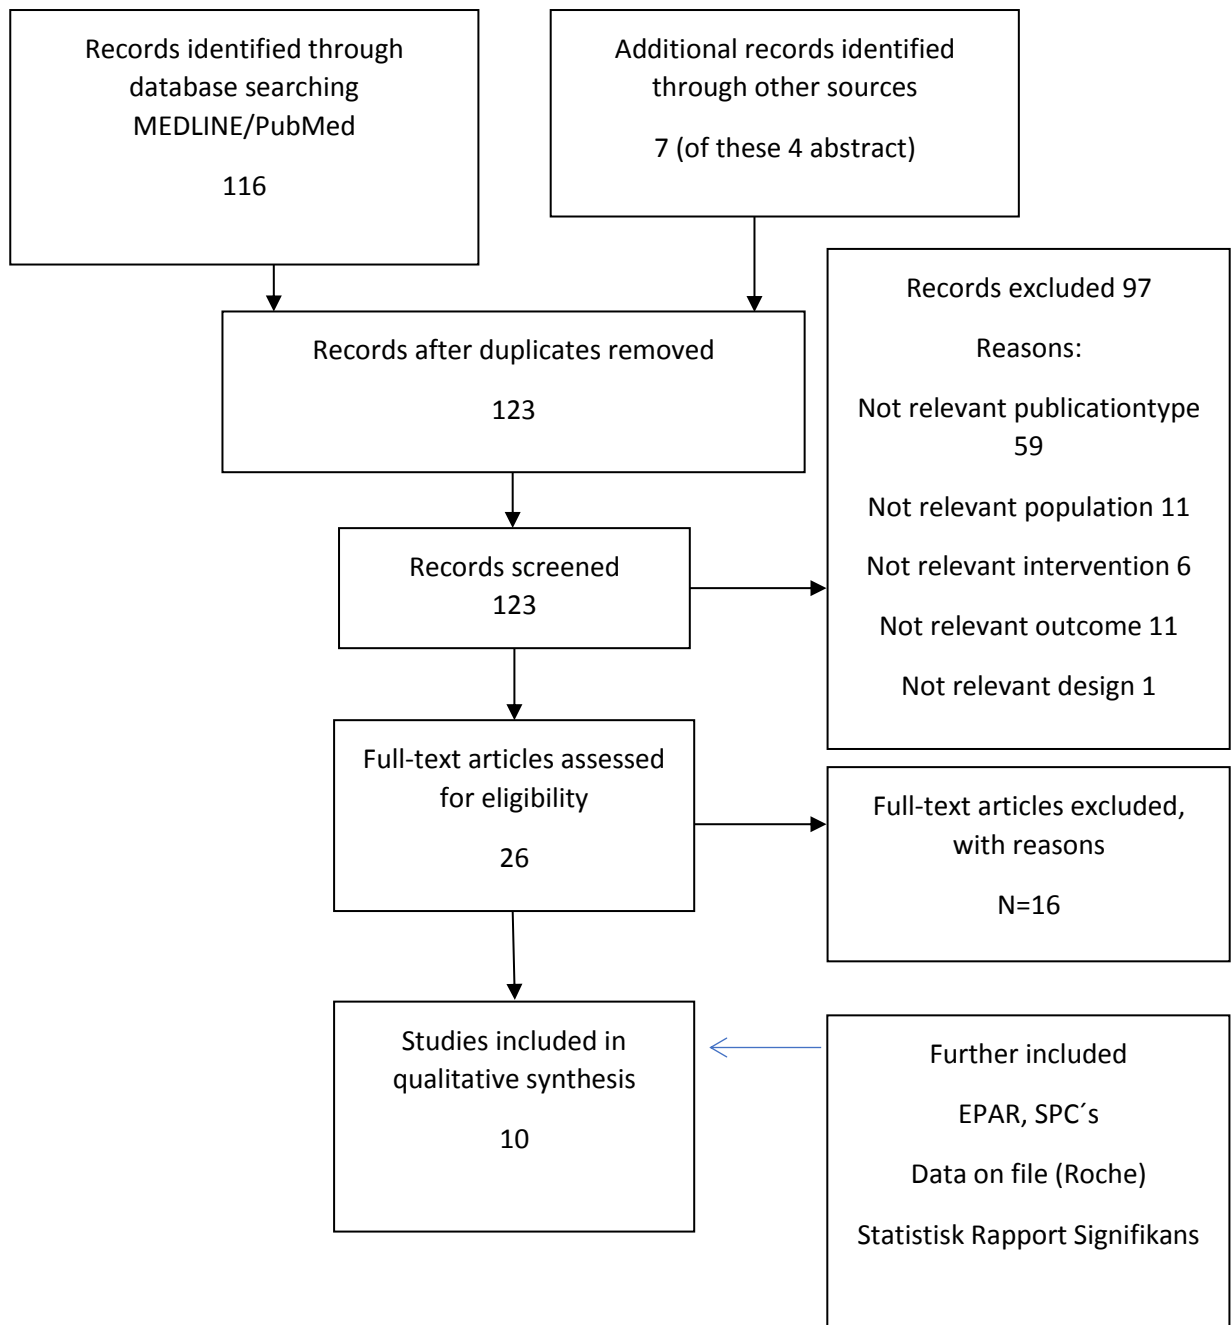 Records identified through
database searching
MEDLINE/PubMed
116
Additional records identified
through other sources
7 (of these 4 abstract)
Records after duplicates removed
123
Records screened
123
Records excluded 97
Reasons:
Not relevant publicationtype
59
Not relevant population 11
Not relevant intervention 6
Not relevant outcome 11
Not relevant design 1
Full-text articles assessed
for eligibility
26
Full-text articles excluded,
with reasons
N=16
Studies included in
qualitative synthesis
10
Further included
EPAR, SPC´s
Data on file (Roche)
Statistisk Rapport Signifikans